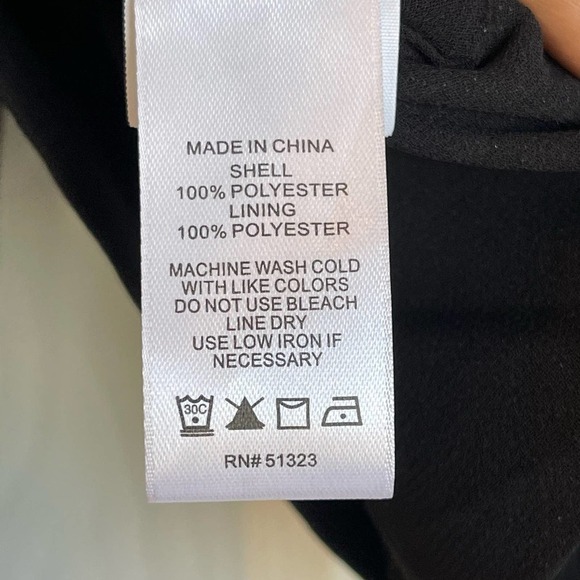 MADE IN CHINA
SHELL
100% POLYESTER
LINING
100% POLYESTER
MACHINE WASH COLD
WITH LIKE COLORS
DO NOT USE BLEACH
LINE DRY
USE LOW IRON IF
NECESSARY
30C
RN# 51323